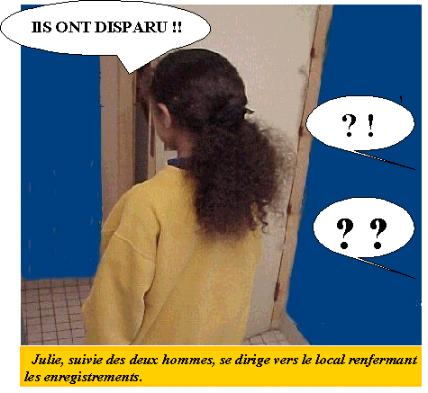 IlS ONT DISPARU !!
? !
? ?
Julie, suivie des deux hommes, se dirige vers le local renfermant
les enregistrements.